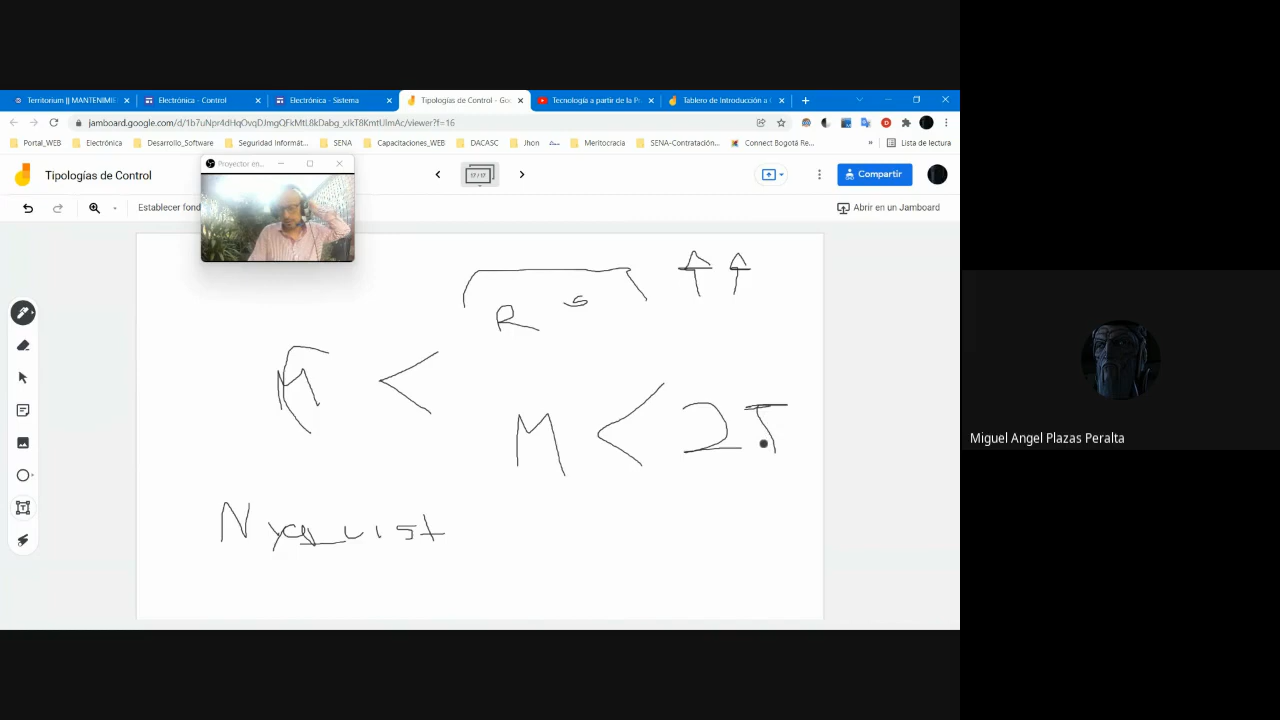 Territorium || MANTENIMIE
Electrónica - Control
Electrónica - Sistema
Tipologías de Control - Goo
Tecnología a partir de la Po
Tablero de Introducción a
jamboard.google.com/d/1b7uNpr4dHqOvqDJmgQFkMtL8kDabg_xJkT8KmtUlmAc/viewer?f=16
Portal_WEB
Electrónica
Desarrollo_Software
Seguridad Informát...
SENA
Capacitaciones_WEB
DACASC
Jhon
Meritocracia
SENA-Contratación...
Connect Bogotá Re...
»
Lista de lectura
Proyector en...
Tipologías de Control
17 / 17
Compartir
Establecer fond
Abrir en un Jamboard
R s
M <
M < 2T
Nyquist
Miguel Angel Plazas Peralta